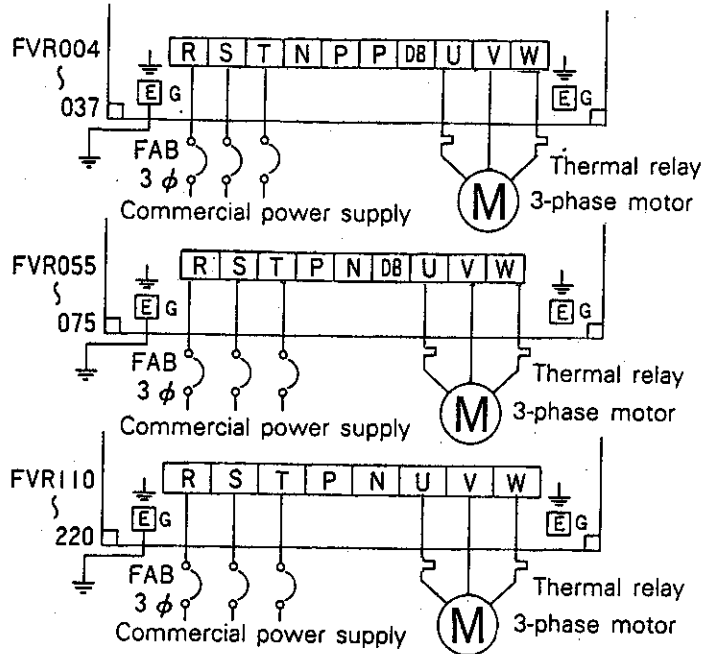 FVR004
~
037
R S T N P P DB U V W
E G
E G
FAB
3 φ
Commercial power supply
Thermal relay
M
3-phase motor
FVR055
~
075
R S T P N DB U V W
E G
E G
FAB
3 φ
Commercial power supply
Thermal relay
M
3-phase motor
FVR110
~
220
R S T P N U V W
E G
E G
FAB
3 φ
Commercial power supply
Thermal relay
M
3-phase motor